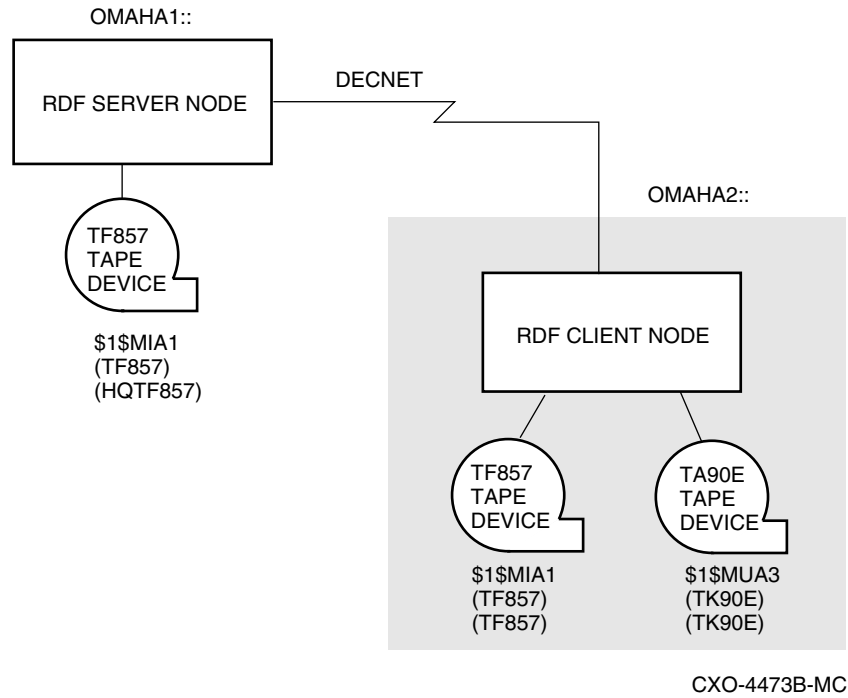 OMAHA1::
RDF SERVER NODE
DECNET
TF857
TAPE
DEVICE
$1$MIA1
(TF857)
(HQTF857)
OMAHA2::
RDF CLIENT NODE
TF857
TAPE
DEVICE
$1$MIA1
(TF857)
(TF857)
TA90E
TAPE
DEVICE
$1$MUA3
(TK90E)
(TK90E)
CXO-4473B-MC